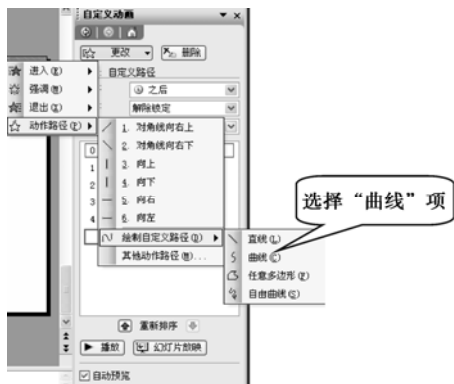 自定义动画
更改 删除
自定义路径
之后
解除锁定
进入(E)
强调(M)
退出(X)
动作路径(P)
0
1
2
3
4
1. 对角线向右上
2. 对角线向右下
3. 向上
4. 向下
5. 向右
6. 向左
绘制自定义路径(D)
其他动作路径(M)...
直线(L)
曲线(C)
任意多边形(F)
自由曲线(S)
选择“曲线”项
重新排序
播放 幻灯片放映
自动预览